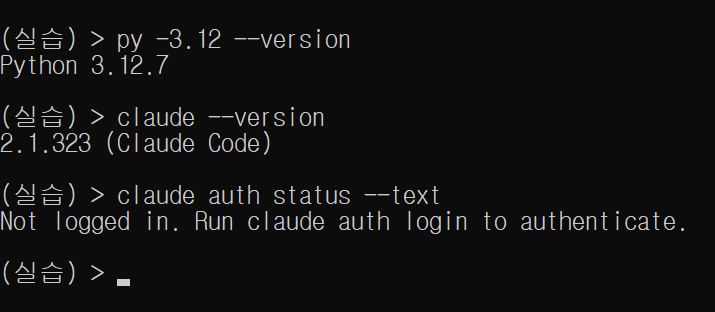 (실습) > py -3.12 --version
Python 3.12.7
(실습) > claude --version
2.1.323 (Claude Code)
(실습) > claude auth status --text
Not logged in. Run claude auth login to authenticate.
(실습) >